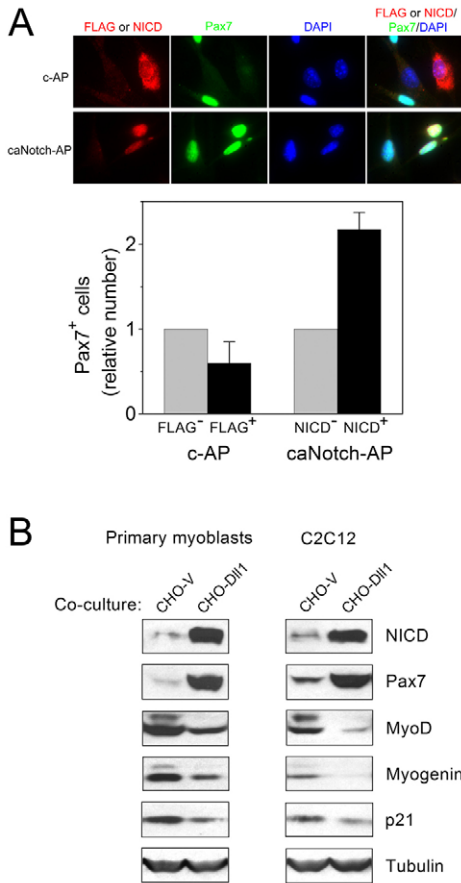 A
FLAG or NICD
Pax7
DAPI
FLAG or NICD/
Pax7/DAPI
c-AP
caNotch-AP
Pax7+ cells
(relative number)
2
1
0
FLAG- FLAG+ NICD- NICD+
c-AP caNotch-AP
B
Primary myoblasts C2C12
Co-culture: CHO-V CHO-Dll1 CHO-V CHO-Dll1
NICD
Pax7
MyoD
Myogenin
p21
Tubulin